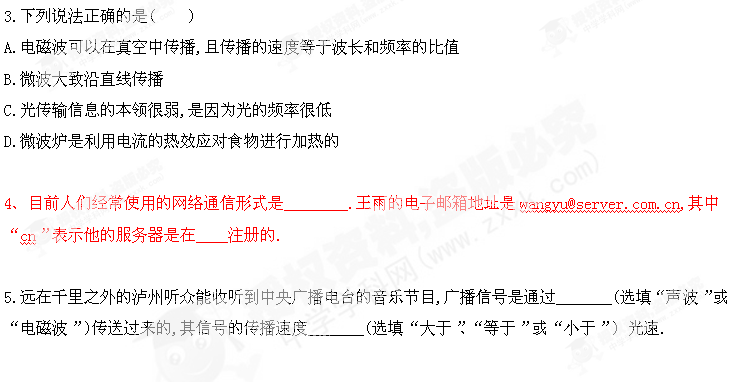 3.下列说法正确的是(　　)
A.电磁波可以在真空中传播,且传播的速度等于波长和频率的比值
B.微波大致沿直线传播
C.光传输信息的本领很弱,是因为光的频率很低
D.微波炉是利用电流的热效应对食物进行加热的
4、目前人们经常使用的网络通信形式是________.王雨的电子邮箱地址是wangyu@server.com.cn,其中
“cn”表示他的服务器是在____注册的.
5.远在千里之外的泸州听众能收听到中央广播电台的音乐节目,广播信号是通过_______(选填“声波”或
“电磁波”)传送过来的,其信号的传播速度_______(选填“大于”、“等于”或“小于”) 光速.